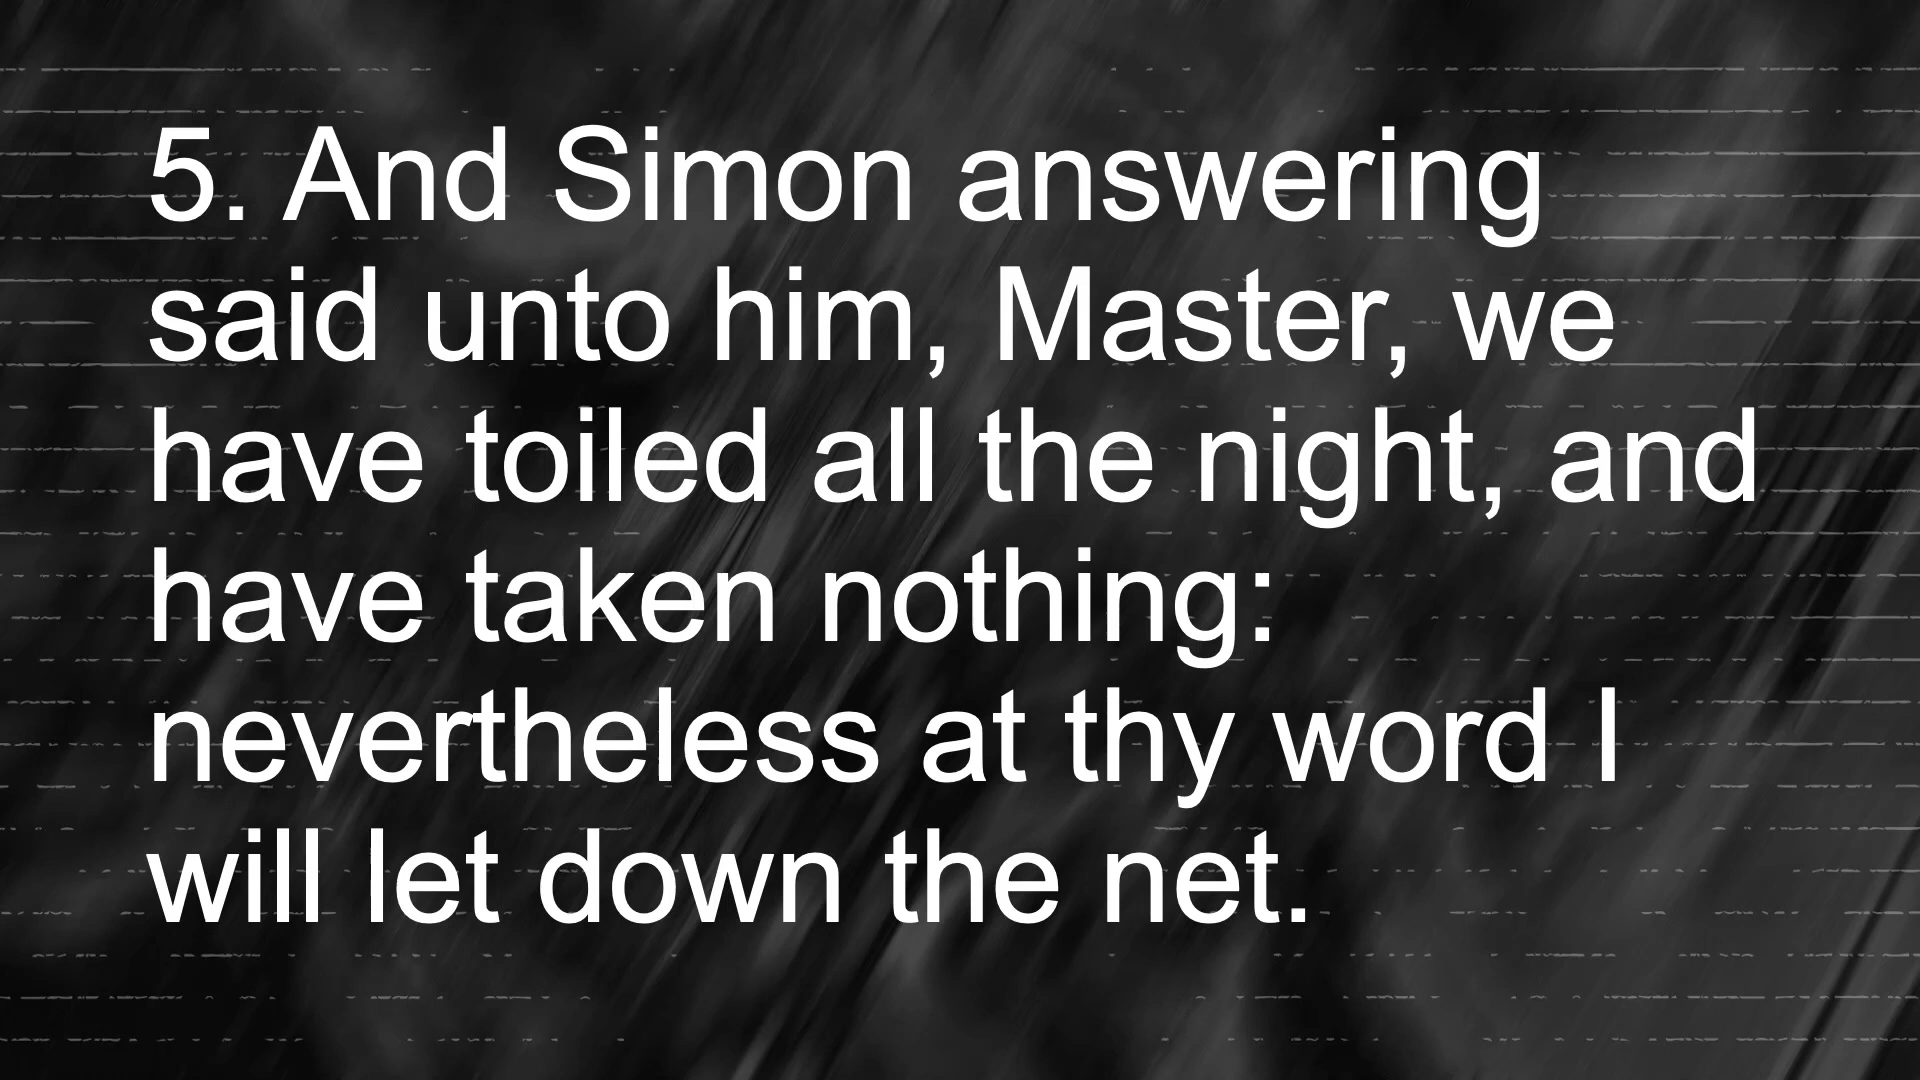 5. And Simon answering
said unto him, Master, we
have toiled all the night, and
have taken nothing:
nevertheless at thy word I
will let down the net.